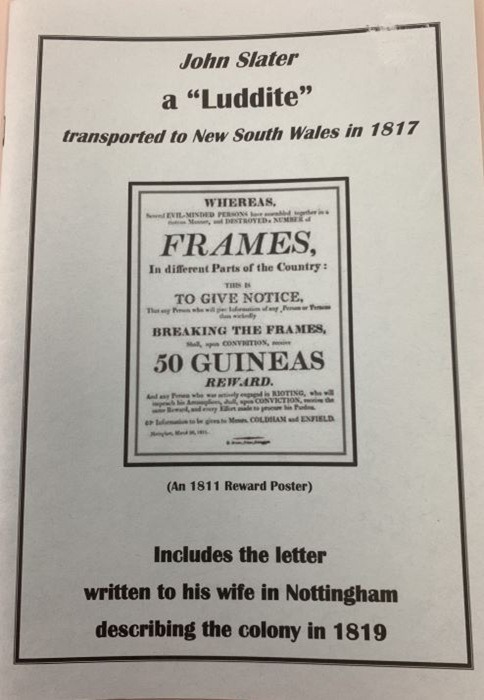 John Slater
a “Luddite”
transported to New South Wales in 1817
WHEREAS,
Several EVIL-MINDED PERSONS have assembled together in a
riotous Manner, and DESTROYED a NUMBER of
FRAMES,
In different Parts of the Country:
THIS IS
TO GIVE NOTICE,
That any Person who will give Information of any Person or Persons
thus wickedly
BREAKING THE FRAMES,
Shall, upon CONVICTION, receive
50 GUINEAS
REWARD.
And any Person who was actively engaged in RIOTING, who will
impeach his Accomplices, shall, upon CONVICTION, receive the
same Reward, and every Effort made to procure his Pardon.
Information to be given to Messrs. COLDHAM and ENFIELD.
Nottingham, March 1811.
(An 1811 Reward Poster)
Includes the letter
written to his wife in Nottingham
describing the colony in 1819